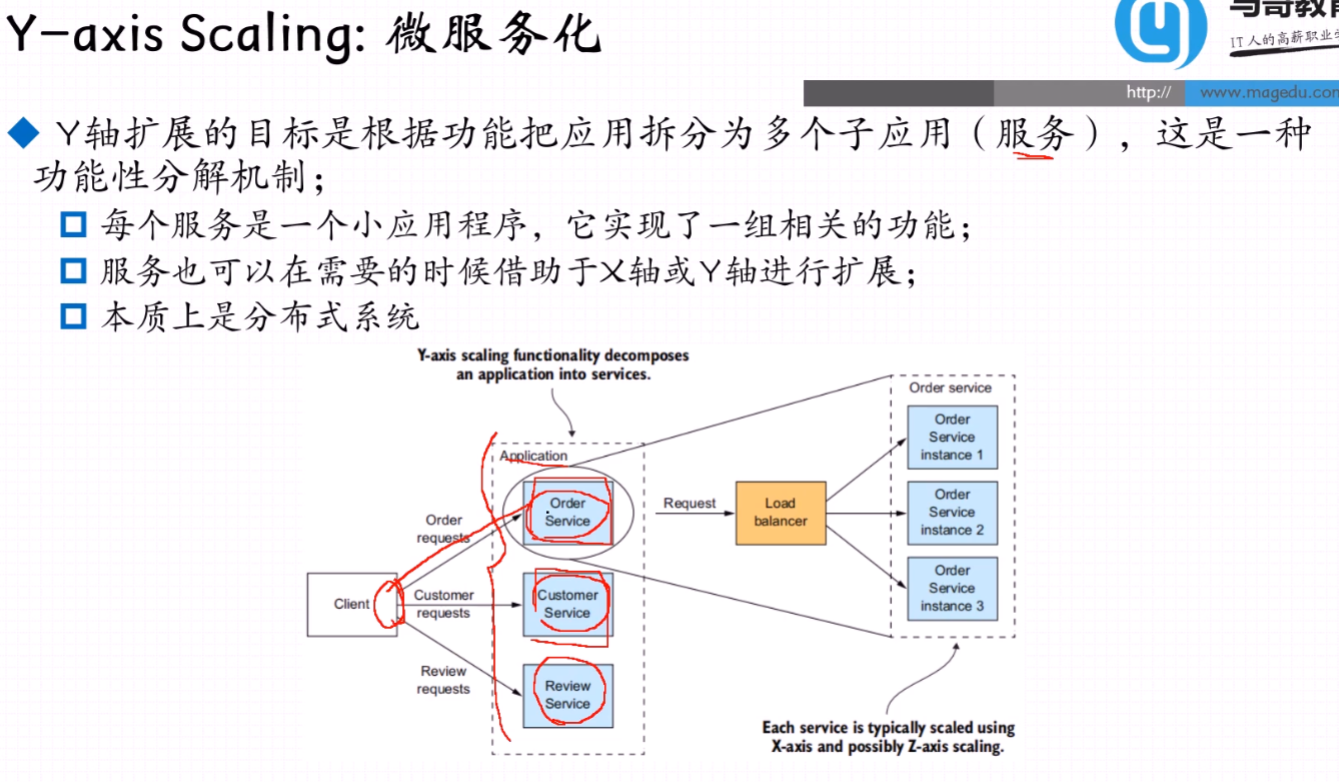 Y-axis Scaling: 微服务化
IT人的高薪职业
http:// www.magedu.com
Y轴扩展的目标是根据功能把应用拆分为多个子应用（服务），这是一种
功能性分解机制；
每个服务是一个小应用程序，它实现了一组相关的功能；
服务也可以在需要的时候借助于X轴或Y轴进行扩展；
本质上是分布式系统
Y-axis scaling functionality decomposes
an application into services.
Order service
Order
Service
instance 1
Application
Order
Service
Request
Load
balancer
Order
Service
instance 2
Order
requests
Order
Service
instance 3
Client
Customer
requests
Customer
Service
Review
requests
Review
Service
Each service is typically scaled using
X-axis and possibly Z-axis scaling.